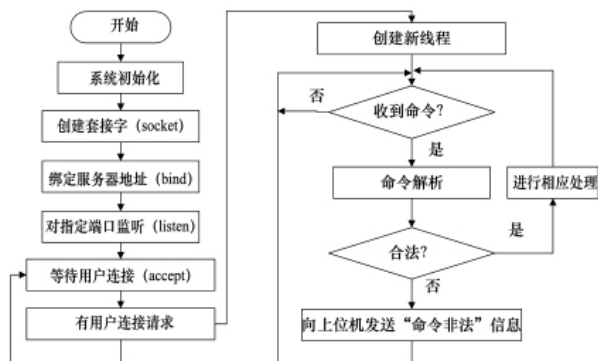 开始
系统初始化
创建套接字（socket）
绑定服务器地址（bind）
对指定端口监听（listen）
等待用户连接（accept）
有用户连接请求
创建新线程
否
收到命令？
是
命令解析
进行相应处理
合法？
是
否
向上位机发送“命令非法”信息